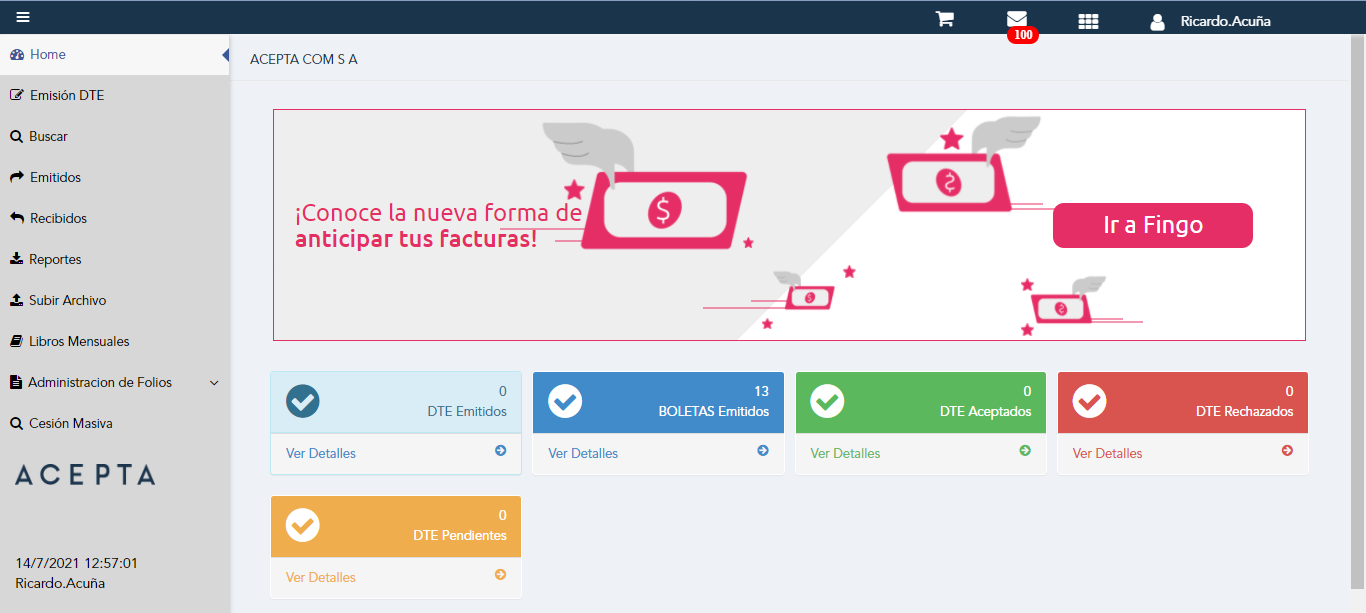 Ricardo.Acuña
100
Home
Emisión DTE
Buscar
Emitidos
Recibidos
Reportes
Subir Archivo
Libros Mensuales
Administracion de Folios
Cesión Masiva
ACEPTA
14/7/2021 12:57:01
Ricardo.Acuña
ACEPTA COM S A
¡Conoce la nueva forma de
anticipar tus facturas!
$
$
$
$
Ir a Fingo
0
DTE Emitidos
Ver Detalles
13
BOLETAS Emitidos
Ver Detalles
0
DTE Aceptados
Ver Detalles
0
DTE Rechazados
Ver Detalles
0
DTE Pendientes
Ver Detalles